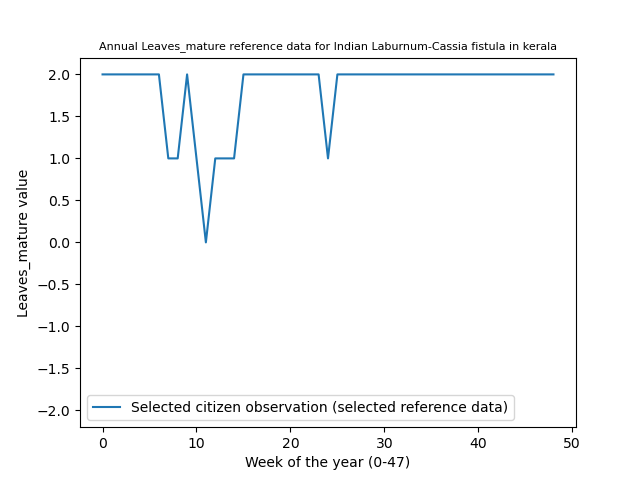 Annual Leaves_mature reference data for Indian Laburnum-Cassia fistula in kerala
2.0
1.5
1.0
0.5
0.0
−0.5
−1.0
−1.5
−2.0
Leaves_mature value
Selected citizen observation (selected reference data)
0 10 20 30 40 50
Week of the year (0-47)